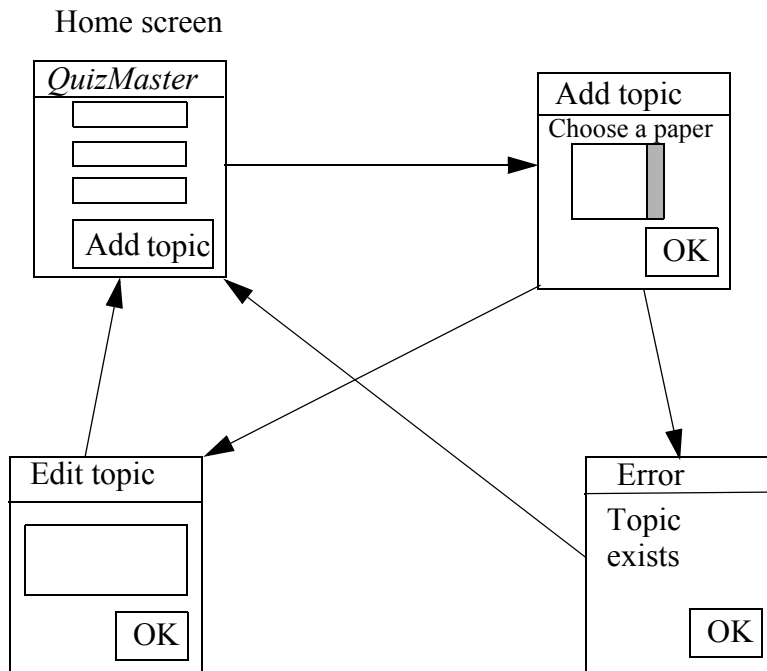 Home screen
QuizMaster
Add topic
Add topic
Choose a paper
OK
Edit topic
OK
Error
Topic
exists
OK